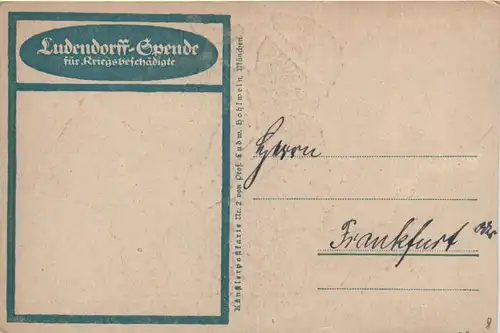 Ludendorff-Spende
für Kriegsbeschädigte
Künstlerpostkarte Nr. 2 von Prof. Ludw. Hohlwein, München
Herrn
Frankfurt